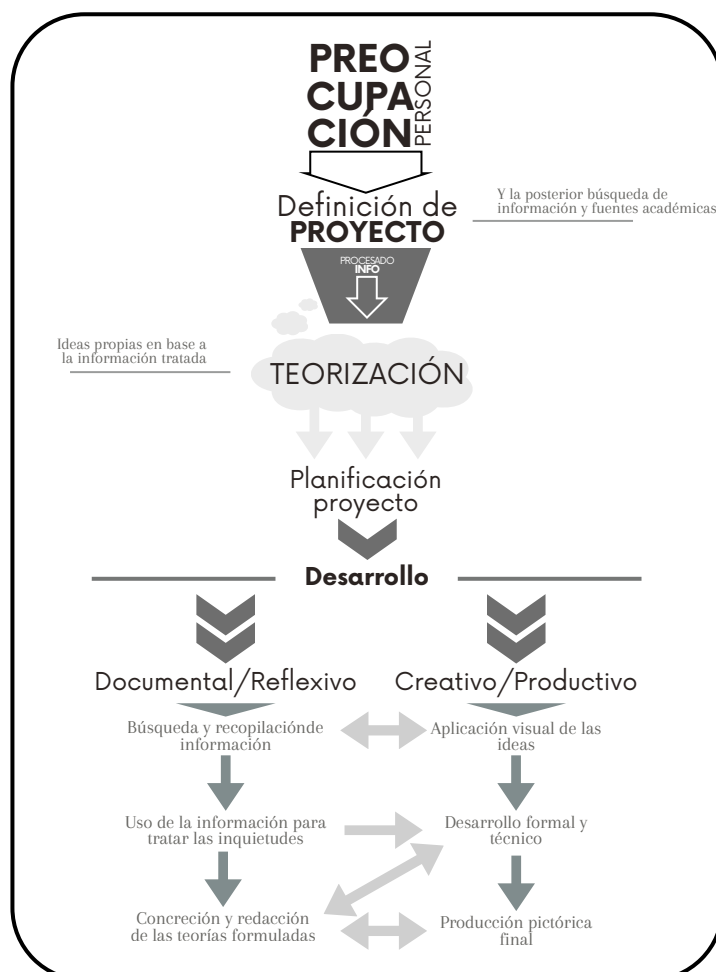 PREO
CUPA
CIÓN
PERSONAL
Definición de
PROYECTO
Y la posterior búsqueda de
información y fuentes académicas
PROCESADO
INFO
Ideas propias en base a
la información tratada
TEORIZACIÓN
Planificación
proyecto
Desarrollo
Documental/Reflexivo
Creativo/Productivo
Búsqueda y recopilaciónde
información
Aplicación visual de las
ideas
Uso de la información para
tratar las inquietudes
Desarrollo formal y
técnico
Concreción y redacción
de las teorías formuladas
Producción pictórica
final